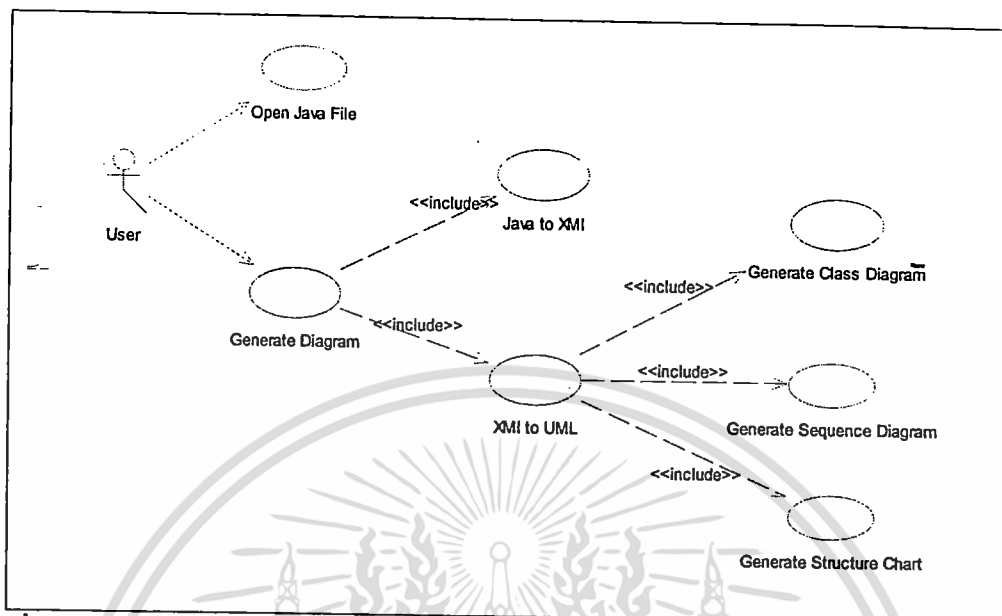 Open Java File
User
<<include>>
Java to XMI
Generate Diagram
<<include>>
Generate Class Diagram
<<include>>
XMI to UML
<<include>>
Generate Sequence Diagram
<<include>>
Generate Structure Chart